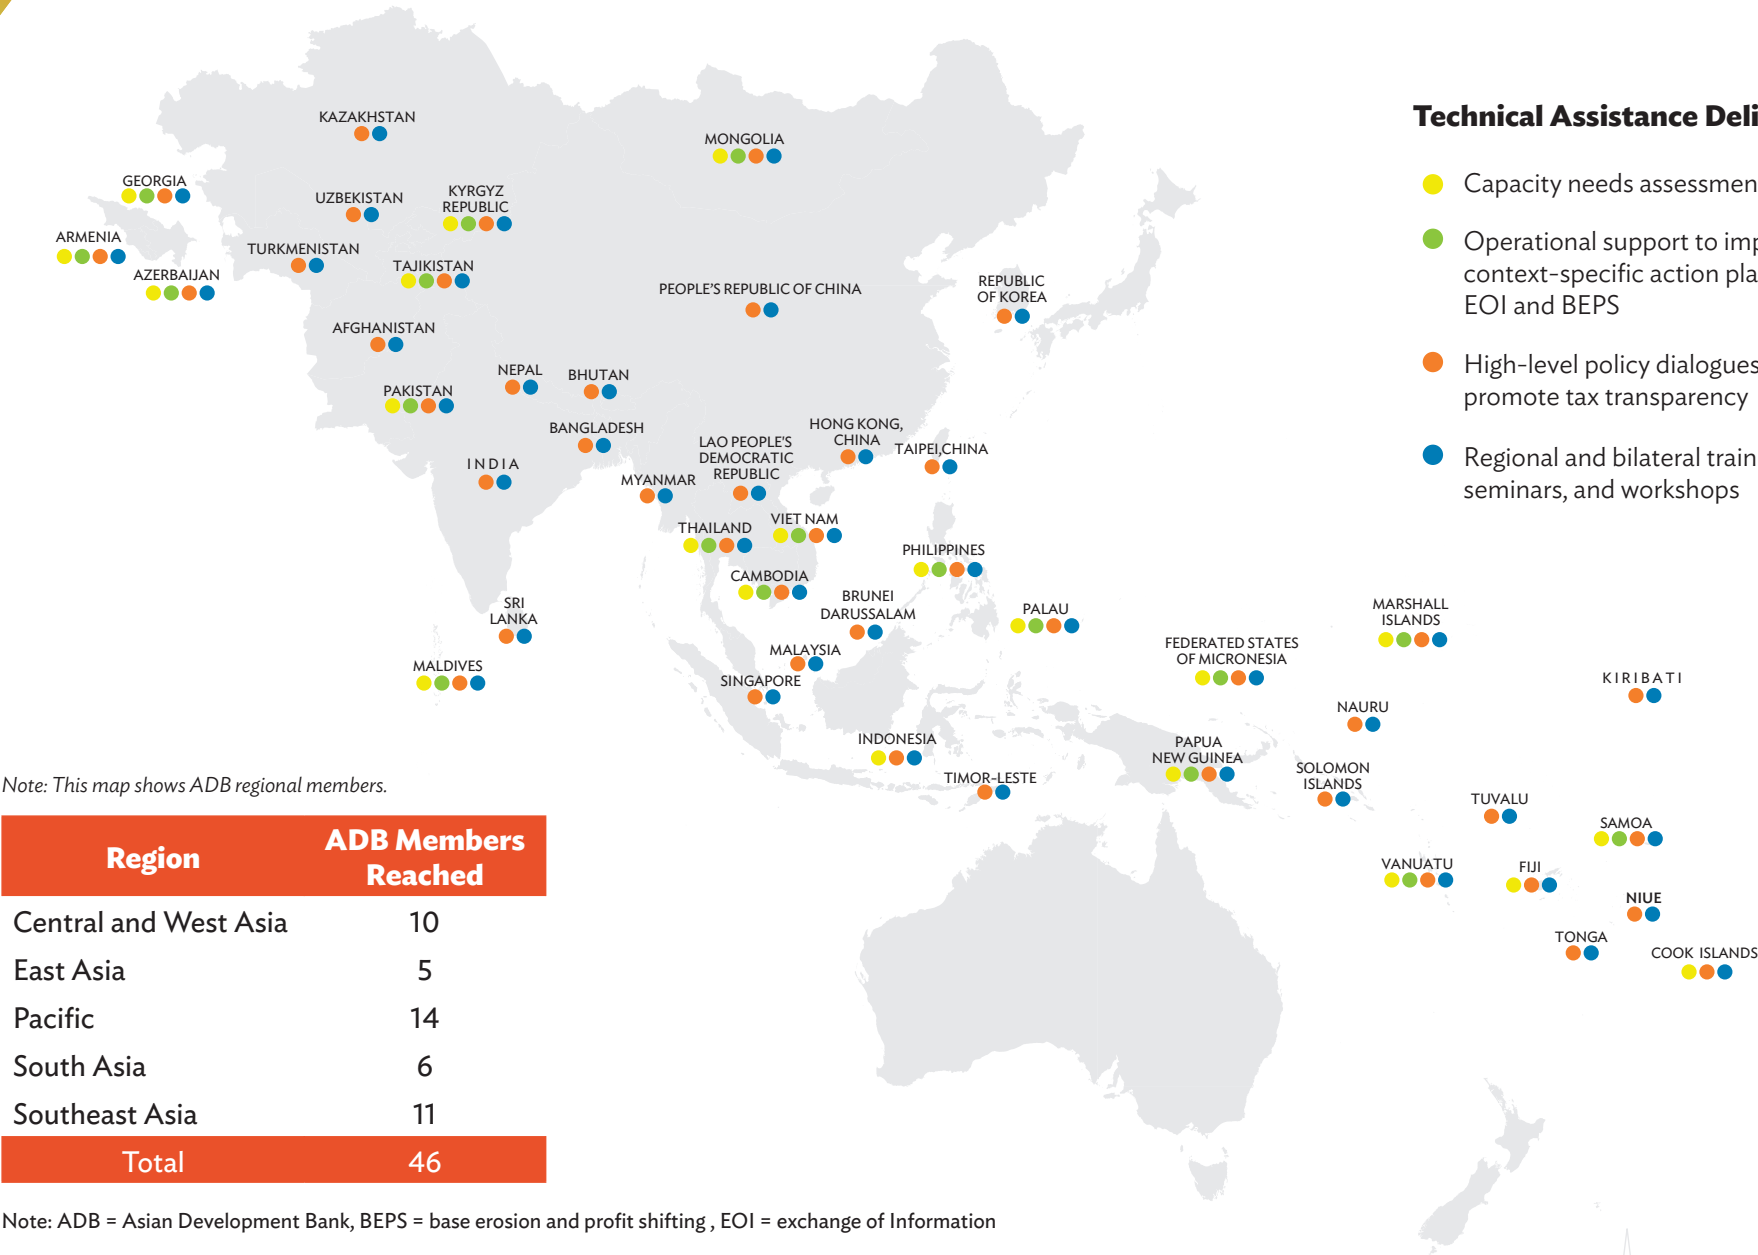 KAZAKHSTAN
MONGOLIA
GEORGIA
UZBEKISTAN
KYRGYZ
REPUBLIC
ARMENIA
TURKMENISTAN
AZERBAIJAN
TAJIKISTAN
PEOPLE'S REPUBLIC OF CHINA
REPUBLIC
OF KOREA
AFGHANISTAN
NEPAL
BHUTAN
PAKISTAN
BANGLADESH
HONG KONG,
CHINA
TAIPEI,CHINA
LAO PEOPLE'S
DEMOCRATIC
REPUBLIC
INDIA
MYANMAR
THAILAND
VIET NAM
PHILIPPINES
CAMBODIA
BRUNEI
DARUSSALAM
SRI
LANKA
PALAU
MARSHALL
ISLANDS
MALDIVES
MALAYSIA
FEDERATED STATES
OF MICRONESIA
SINGAPORE
KIRIBATI
NAURU
INDONESIA
PAPUA
NEW GUINEA
TIMOR-LESTE
SOLOMON
ISLANDS
TUVALU
SAMOA
VANUATU
FIJI
NIUE
TONGA
COOK ISLANDS
Technical Assistance Deli
Capacity needs assessmen
Operational support to imp
context-specific action pla
EOI and BEPS
High-level policy dialogues
promote tax transparency
Regional and bilateral train
seminars, and workshops
Note: This map shows ADB regional members.
Region
ADB Members
Reached
Central and West Asia 10
East Asia 5
Pacific 14
South Asia 6
Southeast Asia 11
Total 46
Note: ADB = Asian Development Bank, BEPS = base erosion and profit shifting , EOI = exchange of Information